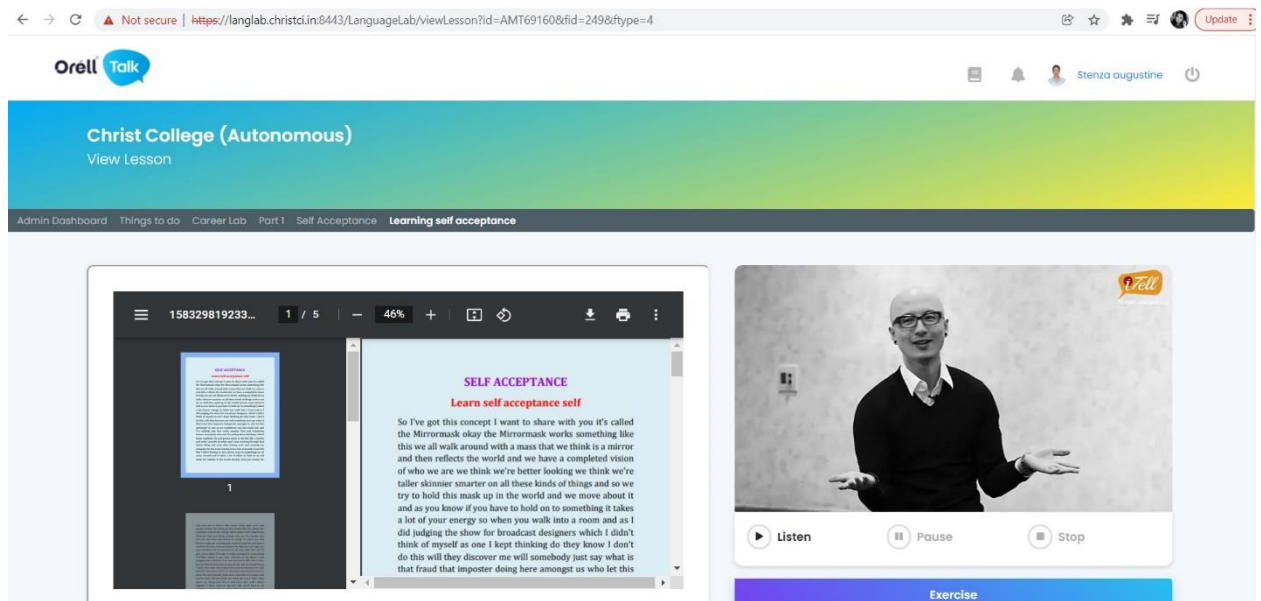 Not secure | https://langlab.christci.in:8443/LanguageLab/viewLesson?id=AMT69160&fid=249&ftype=4
Update
Orell Talk
Stenza augustine
Christ College (Autonomous)
View Lesson
Admin Dashboard Things to do Career Lab Part 1 Self Acceptance Learning self acceptance
158329819233... 1 / 5 46%
SELF ACCEPTANCE
Learn self acceptance self
So I've got this concept I want to share with you it's called
the Mirrormask okay the Mirrormask works something like
this we all walk around with a mass that we think is a mirror
and then reflects the world and we have a completed vision
of who we are we think we're better looking we think we're
taller skinnier smarter on all these kinds of things and so we
try to hold this mask up in the world and we move about it
and as you know if you have to hold on to something it takes
a lot of your energy so when you walk into a room and as I
did judging the show for broadcast designers which I didn't
think of myself as one I kept thinking do they know I don't
do this will they discover me will somebody just say what is
that fraud that imposter doing here amongst us who let this
1
Tell
Listen Pause Stop
Exercise